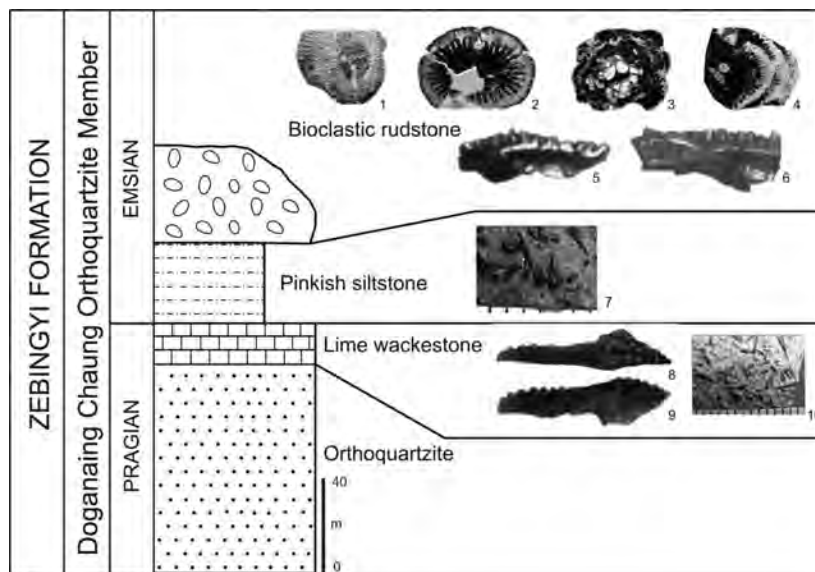 ZEBINGYI FORMATION
Doganaing Chaung Orthoquartzite Member
EMSIAN
PRAGIAN
1
2
3
4
Bioclastic rudstone
5
6
Pinkish siltstone
7
Lime wackestone
8
9
10
Orthoquartzite
40
m
0